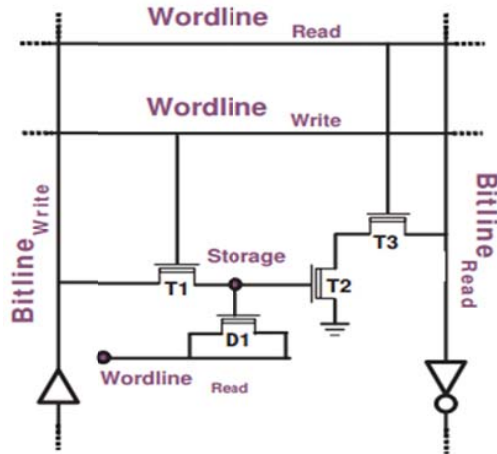 Wordline Read
Wordline Write
Bitline Write
Bitline Read
T3
Storage
T1
T2
D1
Wordline Read